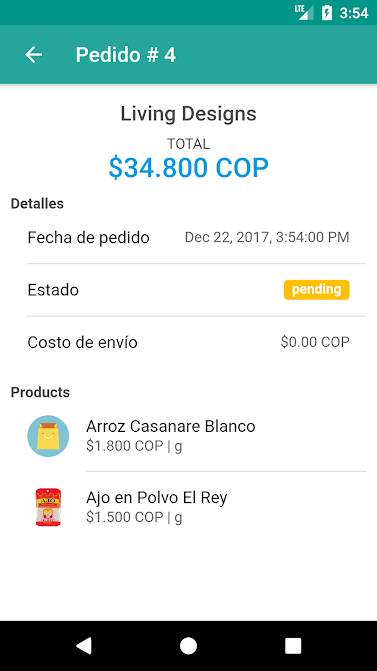 LTE 3:54
Pedido # 4
Living Designs
TOTAL
$34.800 COP
Detalles
Fecha de pedido Dec 22, 2017, 3:54:00 PM
Estado pending
Costo de envío $0.00 COP
Products
Arroz Casanare Blanco
$1.800 COP | g
Ajo en Polvo El Rey
$1.500 COP | g
AJO